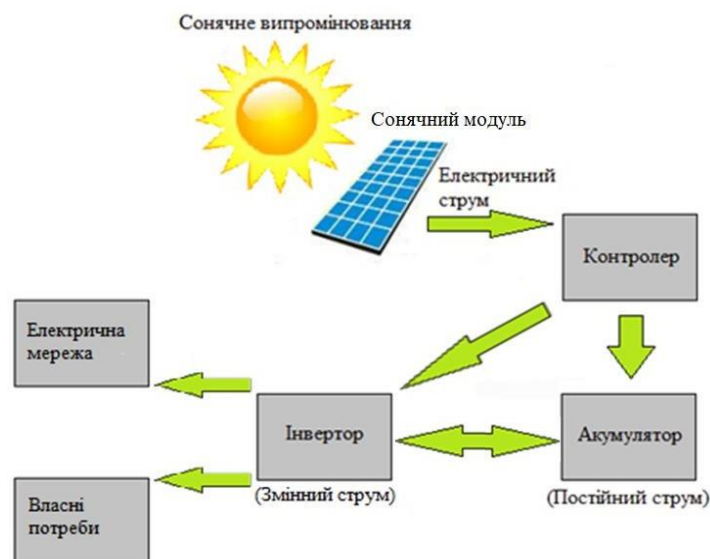 Сонячне випромінювання
Сонячний модуль
Електричний
струм
Контролер
Електрична
мережа
Інвертор
Акумулятор
(Змінний струм)
(Постійний струм)
Власні
потреби